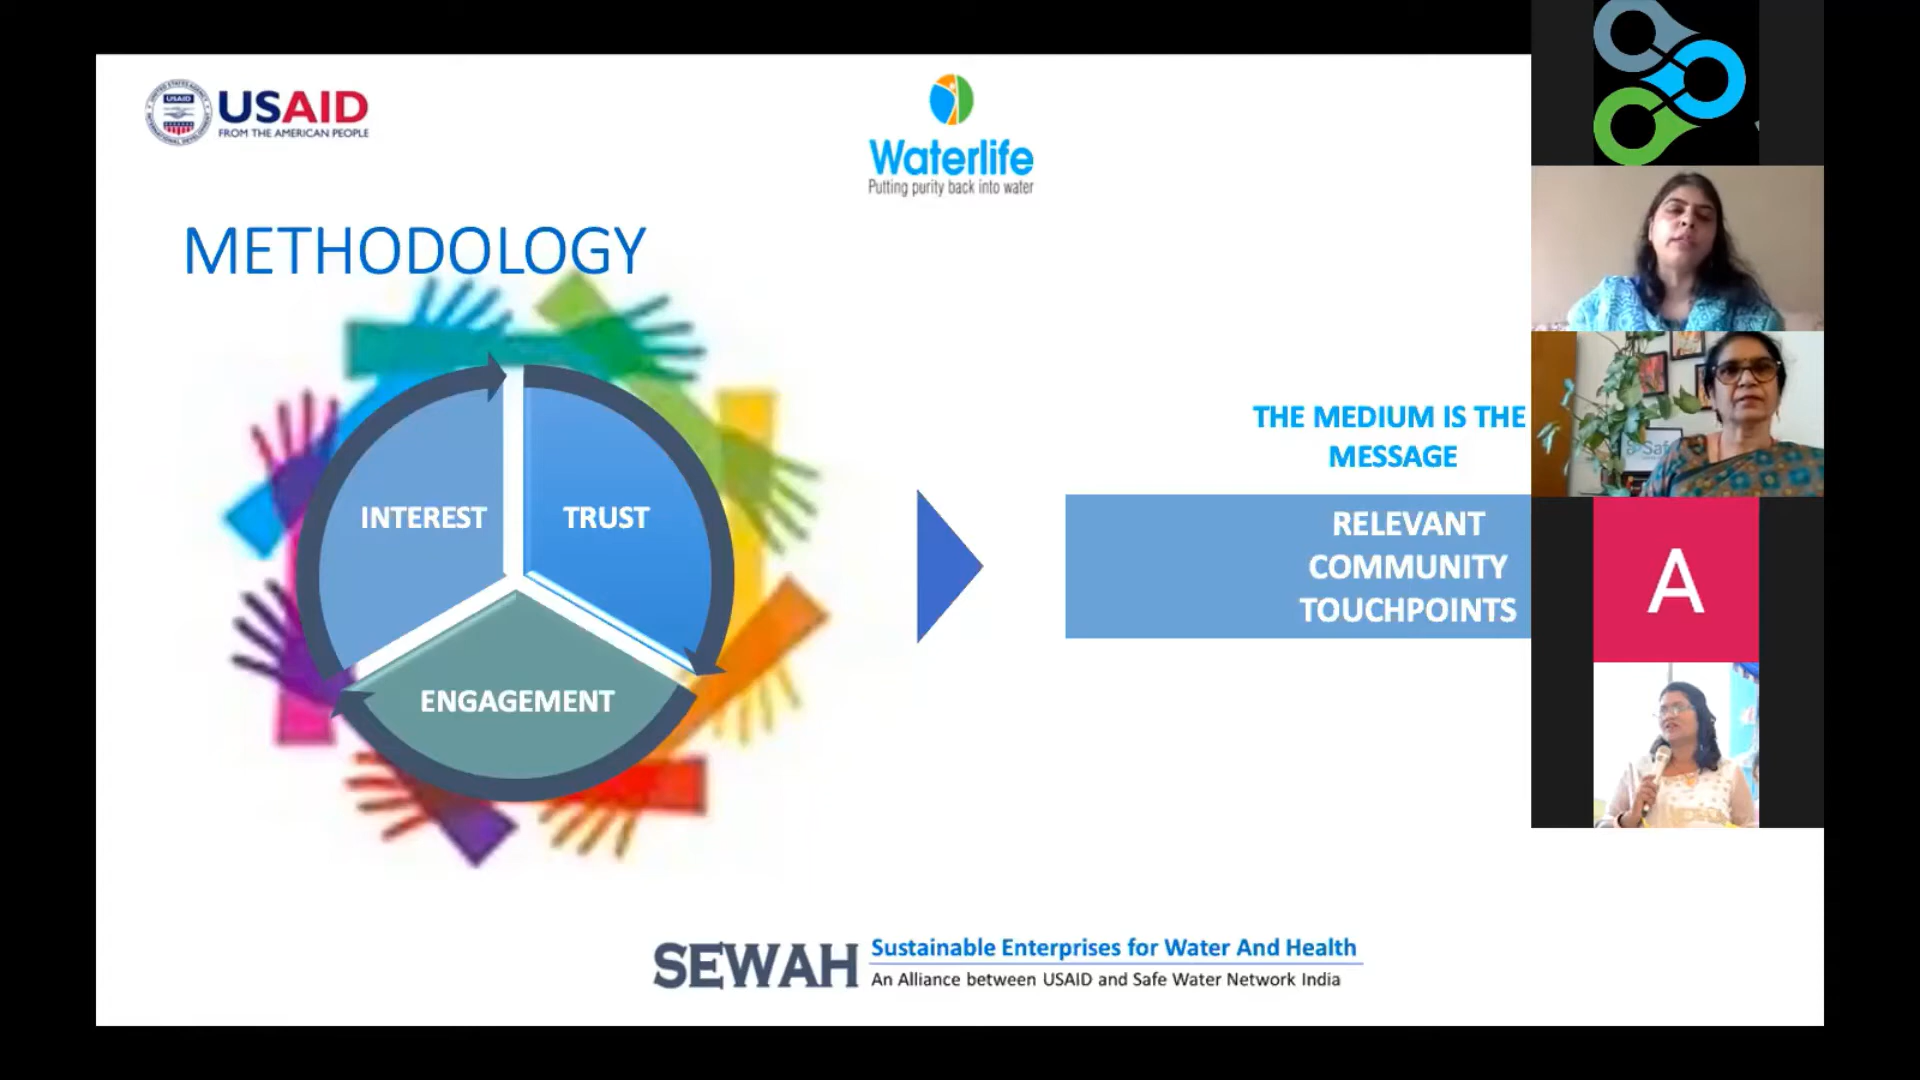 USAID
FROM THE AMERICAN PEOPLE
USAID
Waterlife
Putting purity back into water
METHODOLOGY
INTEREST
TRUST
ENGAGEMENT
THE MEDIUM IS THE
MESSAGE
RELEVANT
COMMUNITY
TOUCHPOINTS
A
SEWAH
Sustainable Enterprises for Water And Health
An Alliance between USAID and Safe Water Network India